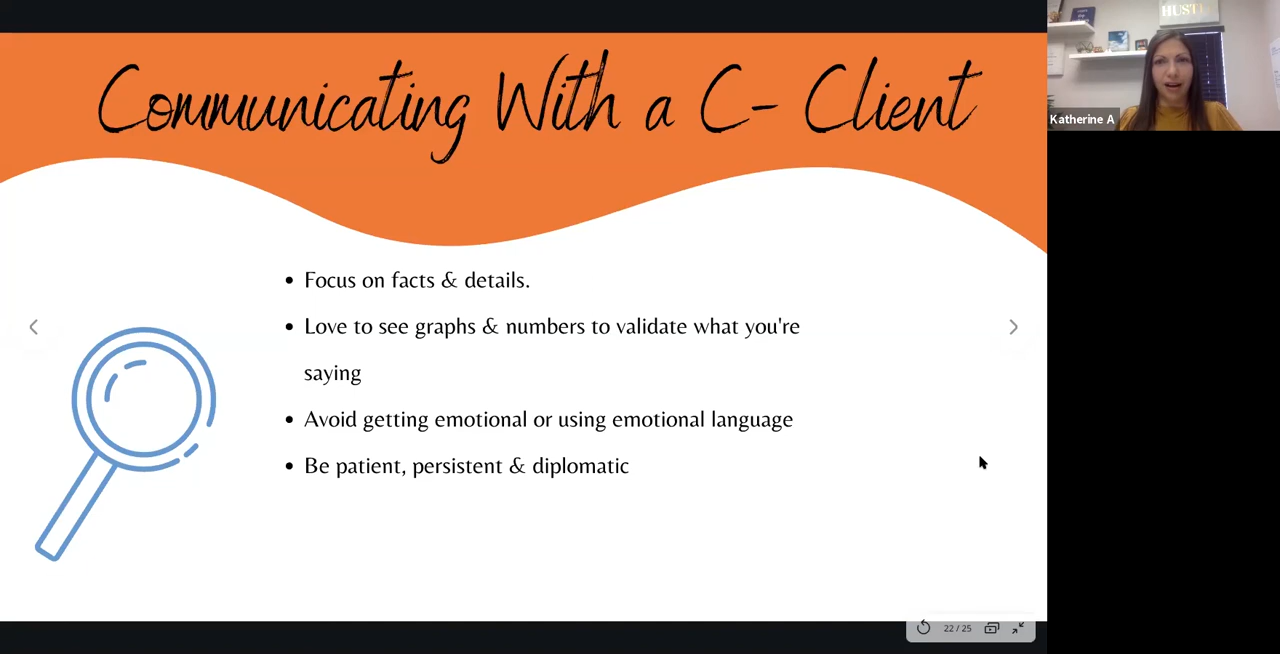 Communicating With a C- Client
HUSTL
Katherine A
• Focus on facts & details.
• Love to see graphs & numbers to validate what you're
saying
• Avoid getting emotional or using emotional language
• Be patient, persistent & diplomatic
22 / 25